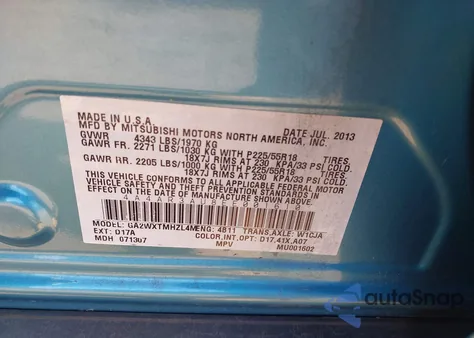 MADE IN U.S.A. DATE JUL. 2013
MFD BY MITSUBISHI MOTORS NORTH AMERICA, INC.
GVWR 4343 LBS/1970 KG
GAWR FR. 2271 LBS/1030 KG WITH P225/55R18 TIRES,
18X7J RIMS AT 230 KPA/33 PSI COLD.
GAWR RR. 2205 LBS/1000 KG WITH P225/55R18 TIRES,
18X7J RIMS AT 230 KPA/33 PSI COLD.
THIS VEHICLE CONFORMS TO ALL APPLICABLE FEDERAL
MOTOR VEHICLE SAFETY AND THEFT PREVENTION STANDARDS IN
EFFECT ON THE DATE OF MANUFACTURE SHOWN ABOVE.
MODEL: GA2WXTMHZL4M ENG: 4B11 TRANS,AXLE: W1CJA
EXT: D17A COLOR,INT,OPT: D17,41X,A07
MDH 071307 MPV MU001602
autoSnap